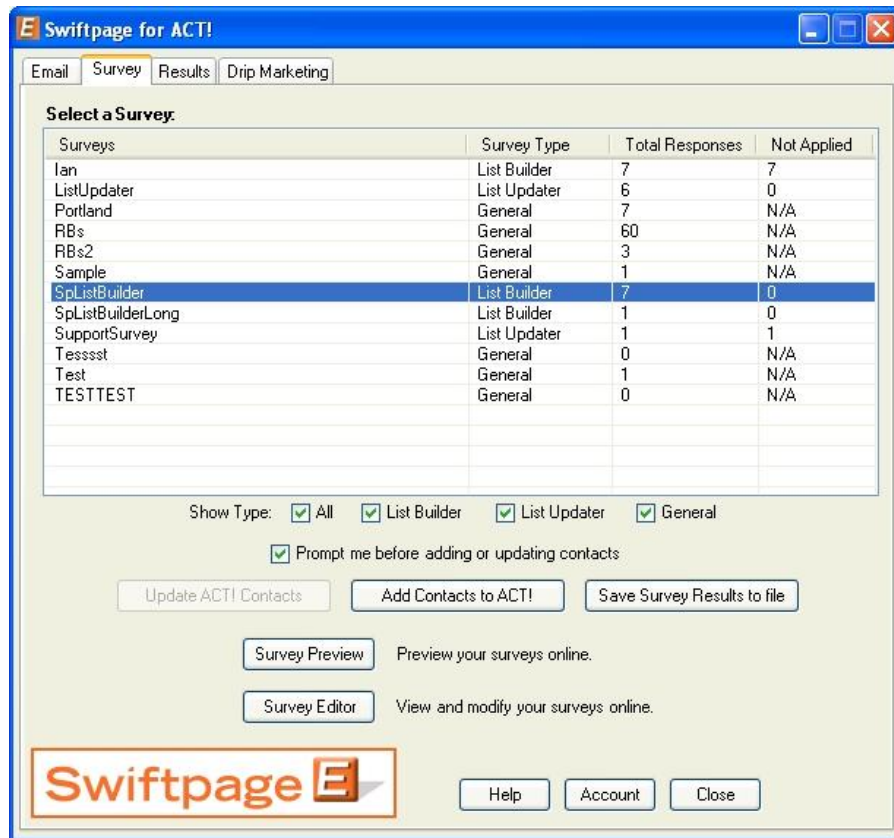 Swiftpage for ACT!
Email Survey Results Drip Marketing
Select a Survey:
Surveys Survey Type Total Responses Not Applied
Ian List Builder 7 7
ListUpdater List Updater 6 0
Portland General 7 N/A
RBs General 60 N/A
RBs2 General 3 N/A
Sample General 1 N/A
SpListBuilder List Builder 7 0
SpListBuilderLong List Builder 1 0
SupportSurvey List Updater 1 1
Tesssst General 0 N/A
Test General 1 N/A
TESTTEST General 0 N/A
Show Type: All List Builder List Updater General
Prompt me before adding or updating contacts
Update ACT! Contacts Add Contacts to ACT! Save Survey Results to file
Survey Preview Preview your surveys online.
Survey Editor View and modify your surveys online.
Swiftpage E
Help Account Close